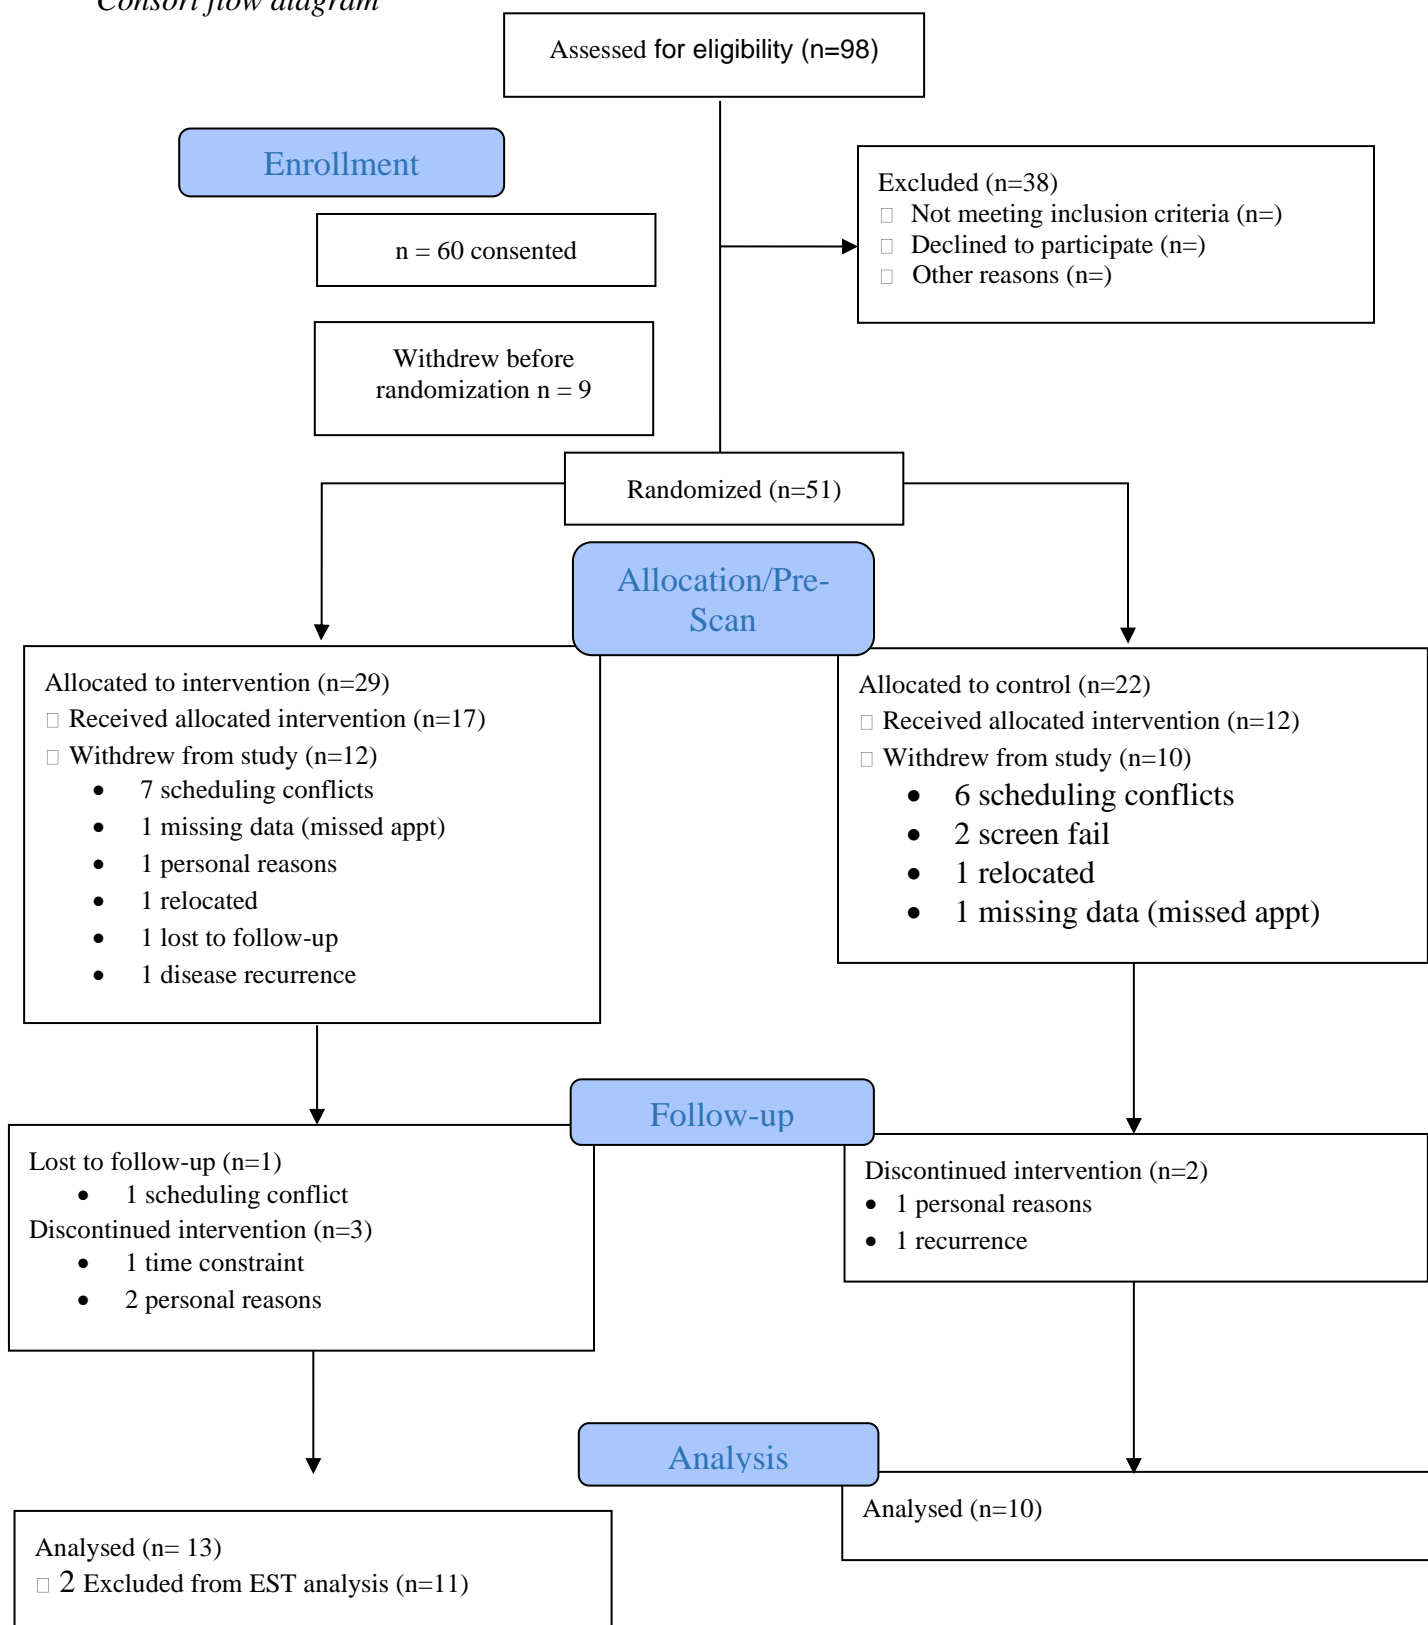 Consort flow diagram
Assessed for eligibility (n=98)
Enrollment
Excluded (n=38)
□ Not meeting inclusion criteria (n=)
□ Declined to participate (n=)
□ Other reasons (n=)
n = 60 consented
Withdrew before
randomization n = 9
Randomized (n=51)
Allocation/Pre-
Scan
Allocated to intervention (n=29)
□ Received allocated intervention (n=17)
□ Withdrew from study (n=12)
• 7 scheduling conflicts
• 1 missing data (missed appt)
• 1 personal reasons
• 1 relocated
• 1 lost to follow-up
• 1 disease recurrence
Allocated to control (n=22)
□ Received allocated intervention (n=12)
□ Withdrew from study (n=10)
• 6 scheduling conflicts
• 2 screen fail
• 1 relocated
• 1 missing data (missed appt)
Follow-up
Lost to follow-up (n=1)
• 1 scheduling conflict
Discontinued intervention (n=3)
• 1 time constraint
• 2 personal reasons
Discontinued intervention (n=2)
• 1 personal reasons
• 1 recurrence
Analysis
Analysed (n= 13)
□ 2 Excluded from EST analysis (n=11)
Analysed (n=10)